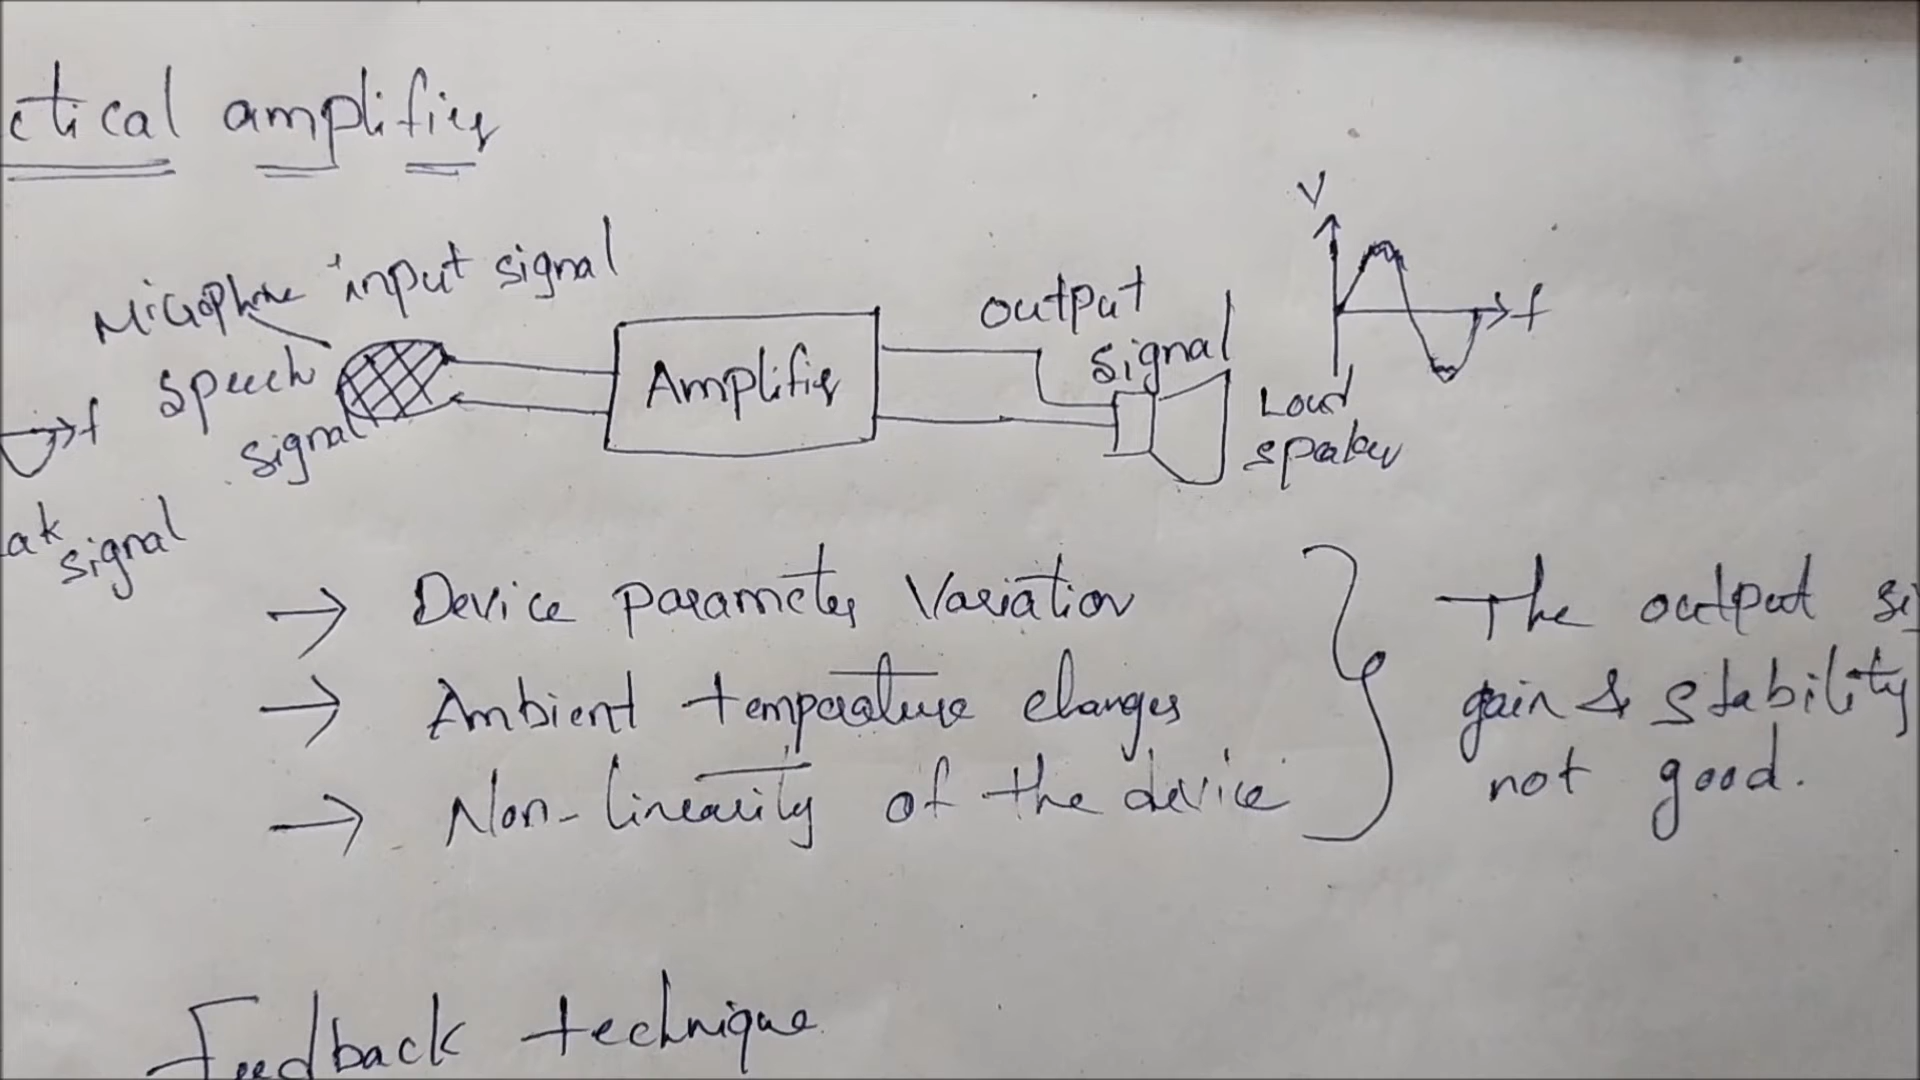 ctical amplifier
V
Microphone input signal
output
signal
f
speech
signal
Amplifier
Loud
speaker
f
ak
signal
→ Device parameter Variation
→ Ambient temperature changes
→ Non-linearity of the device
The output si
gain & stability
not good.
Feedback technique